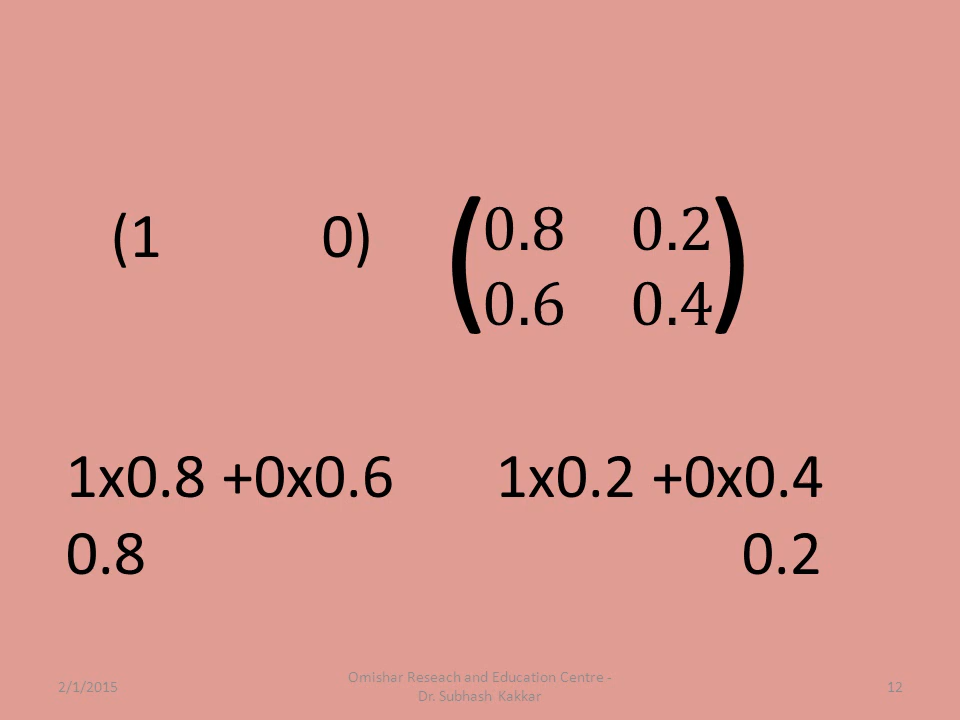 (1 0) (0.8 0.2
0.6 0.4)
1x0.8 +0x0.6 1x0.2 +0x0.4
0.8 0.2
2/1/2015
Omishar Reseach and Education Centre -
Dr. Subhash Kakkar
12